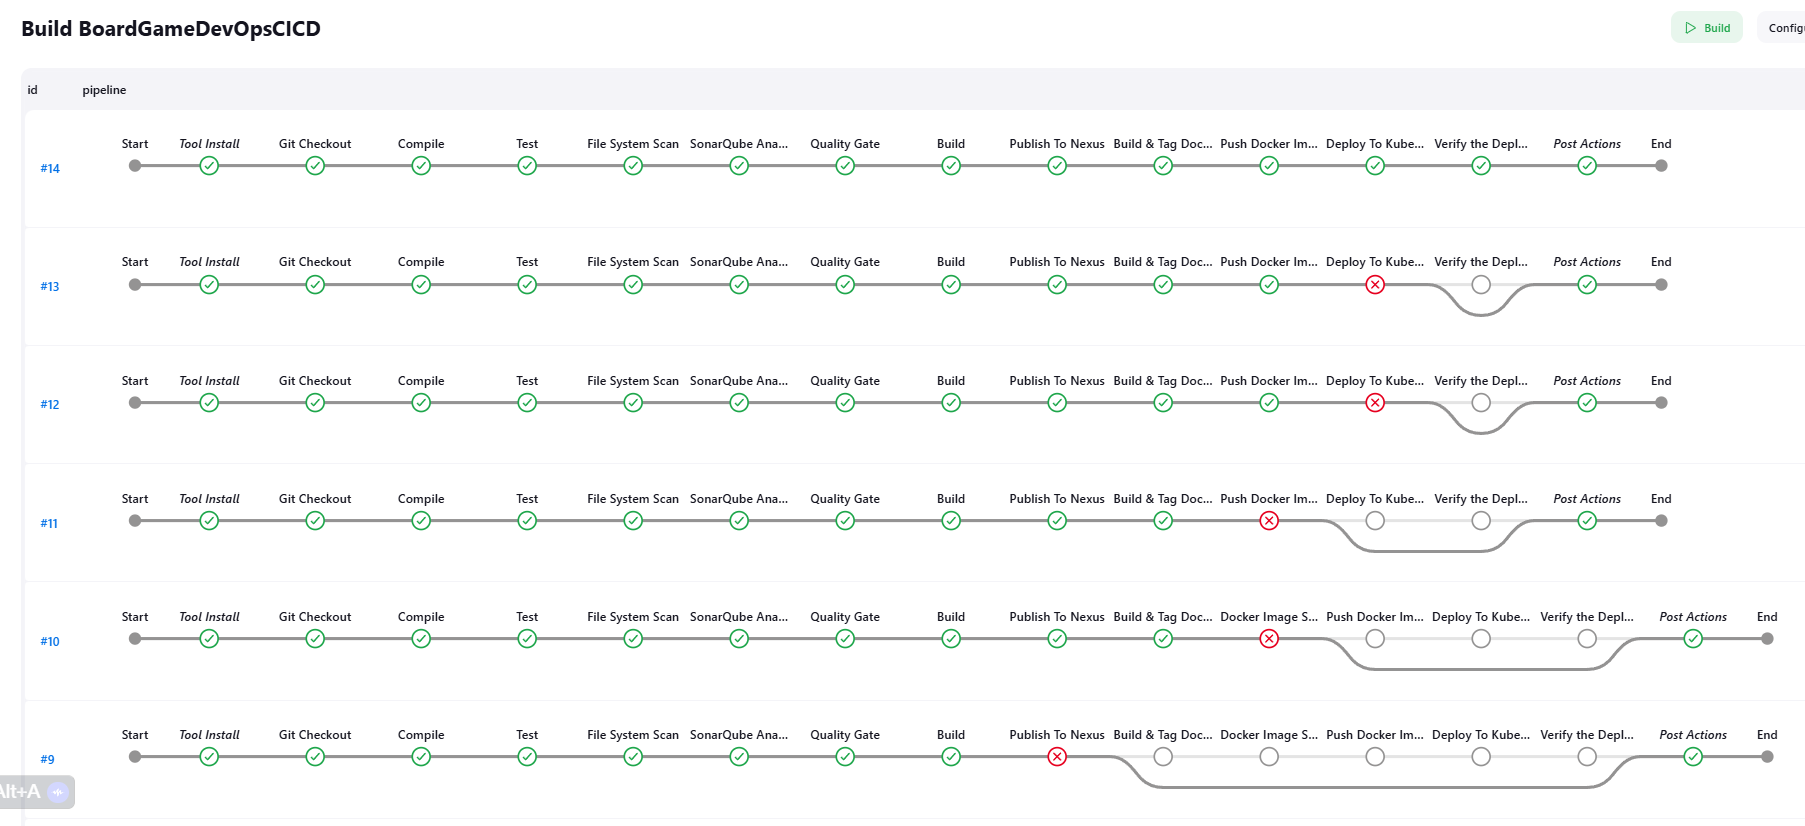 Build BoardGameDevOpsCICD
Build
Config
id pipeline
Start Tool Install Git Checkout Compile Test File System Scan SonarQube Ana... Quality Gate Build Publish To Nexus Build & Tag Doc... Push Docker Im... Deploy To Kube... Verify the Depl... Post Actions End
#14
Start Tool Install Git Checkout Compile Test File System Scan SonarQube Ana... Quality Gate Build Publish To Nexus Build & Tag Doc... Push Docker Im... Deploy To Kube... Verify the Depl... Post Actions End
#13
Start Tool Install Git Checkout Compile Test File System Scan SonarQube Ana... Quality Gate Build Publish To Nexus Build & Tag Doc... Push Docker Im... Deploy To Kube... Verify the Depl... Post Actions End
#12
Start Tool Install Git Checkout Compile Test File System Scan SonarQube Ana... Quality Gate Build Publish To Nexus Build & Tag Doc... Push Docker Im... Deploy To Kube... Verify the Depl... Post Actions End
#11
Start Tool Install Git Checkout Compile Test File System Scan SonarQube Ana... Quality Gate Build Publish To Nexus Build & Tag Doc... Docker Image S... Push Docker Im... Deploy To Kube... Verify the Depl... Post Actions End
#10
Start Tool Install Git Checkout Compile Test File System Scan SonarQube Ana... Quality Gate Build Publish To Nexus Build & Tag Doc... Docker Image S... Push Docker Im... Deploy To Kube... Verify the Depl... Post Actions End
#9
Alt+A